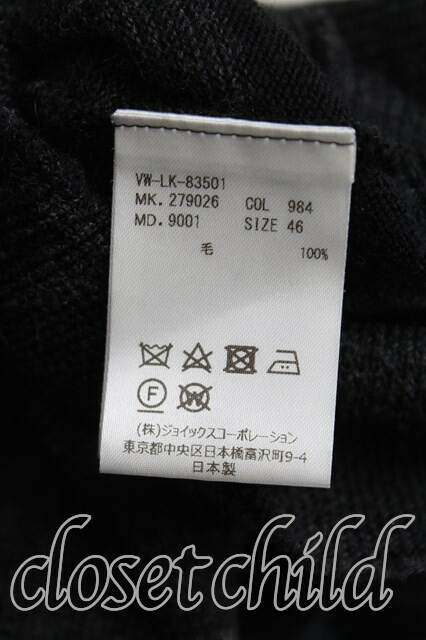 VW-LK-83501
MK. 279026 COL 984
MD. 9001 SIZE 46
毛 100%
F W
(株)ジョイックスコーポレーション
東京都中央区日本橋富沢町9-4
日本製
closet child